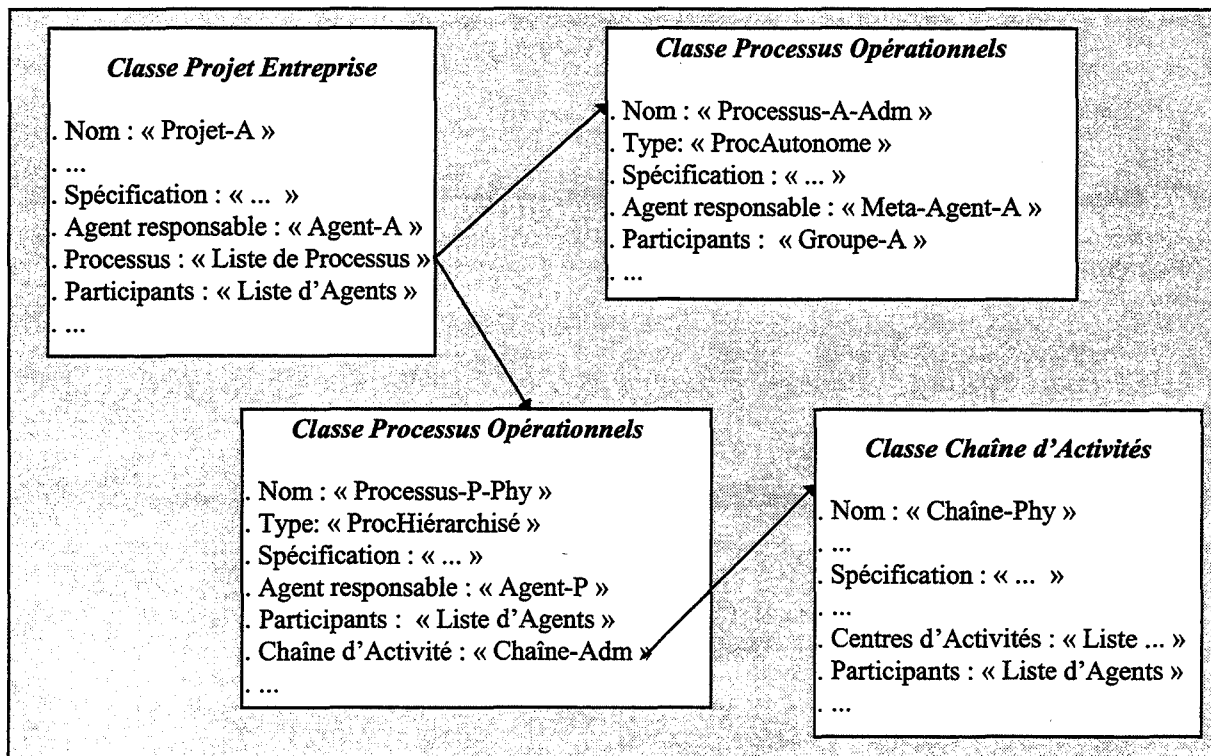 Classe Projet Entreprise
. Nom : « Projet-A »
. ...
. Spécification : « ... »
. Agent responsable : « Agent-A »
. Processus : « Liste de Processus »
. Participants : « Liste d'Agents »
. ...
Classe Processus Opérationnels
. Nom : « Processus-A-Adm »
. Type: « ProcAutonome »
. Spécification : « ... »
. Agent responsable : « Meta-Agent-A »
. Participants : « Groupe-A »
. ...
Classe Processus Opérationnels
. Nom : « Processus-P-Phy »
. Type: « ProcHiérarchisé »
. Spécification : « ... »
. Agent responsable : « Agent-P »
. Participants : « Liste d'Agents »
. Chaîne d'Activité : « Chaîne-Adm »
. ...
Classe Chaîne d'Activités
. Nom : « Chaîne-Phy »
. ...
. Spécification : « ... »
. ...
. Centres d'Activités : « Liste ... »
. Participants : « Liste d'Agents »
. ...